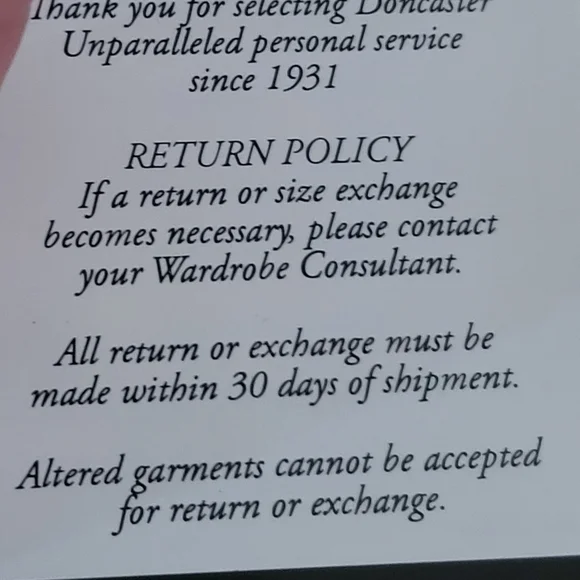 Thank you for selecting Doncaster
Unparalleled personal service
since 1931
RETURN POLICY
If a return or size exchange
becomes necessary, please contact
your Wardrobe Consultant.
All return or exchange must be
made within 30 days of shipment.
Altered garments cannot be accepted
for return or exchange.